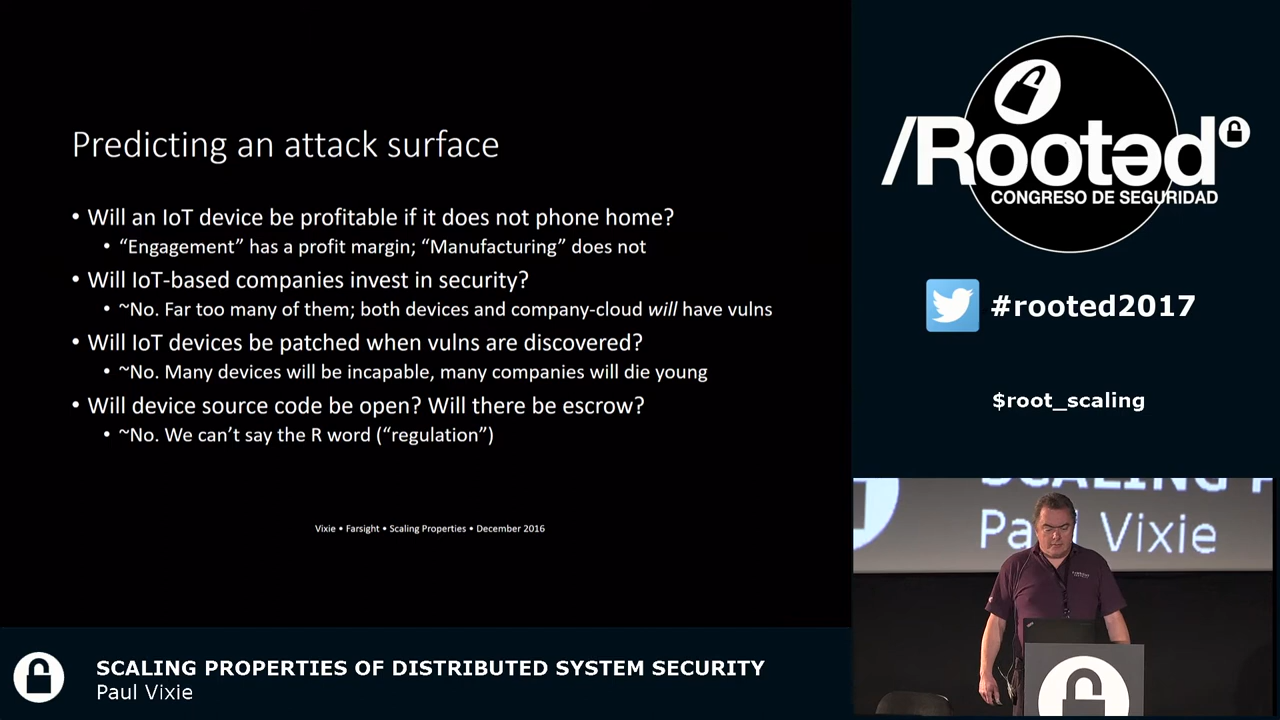 Predicting an attack surface
• Will an IoT device be profitable if it does not phone home?
• “Engagement” has a profit margin; “Manufacturing” does not
• Will IoT-based companies invest in security?
• ~No. Far too many of them; both devices and company-cloud will have vulns
• Will IoT devices be patched when vulns are discovered?
• ~No. Many devices will be incapable, many companies will die young
• Will device source code be open? Will there be escrow?
• ~No. We can’t say the R word (“regulation”)
Vixie • Farsight • Scaling Properties • December 2016
/Rootəd
CONGRESO DE SEGURIDAD
#rooted2017
$root_scaling
SCALING P
Paul Vixie
SCALING PROPERTIES OF DISTRIBUTED SYSTEM SECURITY
Paul Vixie